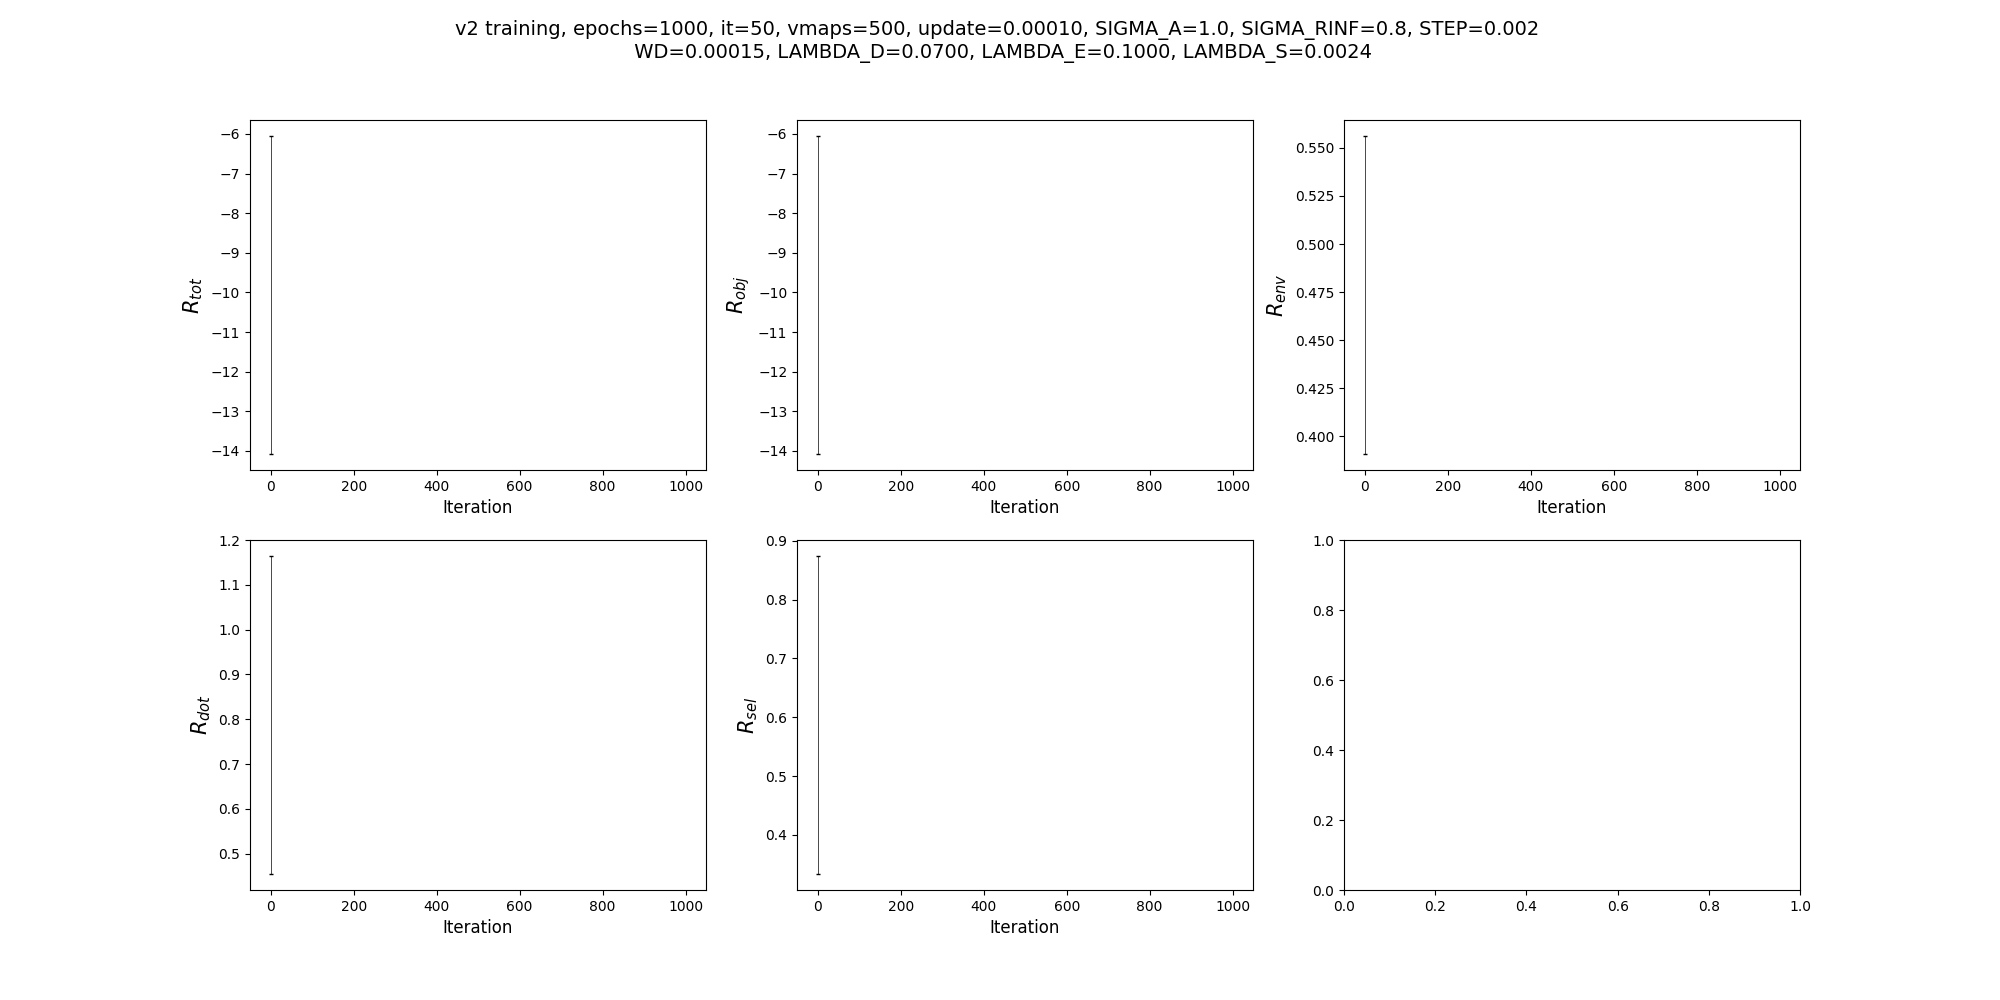 v2 training, epochs=1000, it=50, vmaps=500, update=0.00010, SIGMA_A=1.0, SIGMA_RINF=0.8, STEP=0.002
WD=0.00015, LAMBDA_D=0.0700, LAMBDA_E=0.1000, LAMBDA_S=0.0024
R_tot
−6
−7
−8
−9
−10
−11
−12
−13
−14
0 200 400 600 800 1000
Iteration
R_obj
−6
−7
−8
−9
−10
−11
−12
−13
−14
0 200 400 600 800 1000
Iteration
R_env
0.550
0.525
0.500
0.475
0.450
0.425
0.400
0 200 400 600 800 1000
Iteration
R_dot
1.2
1.1
1.0
0.9
0.8
0.7
0.6
0.5
0 200 400 600 800 1000
Iteration
R_sel
0.9
0.8
0.7
0.6
0.5
0.4
0 200 400 600 800 1000
Iteration
1.0
0.8
0.6
0.4
0.2
0.0
0.0 0.2 0.4 0.6 0.8 1.0